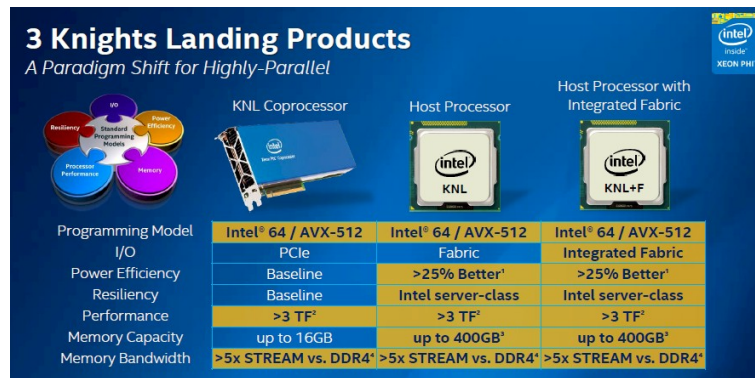 3 Knights Landing Products
A Paradigm Shift for Highly-Parallel
intel
inside
XEON PHI
I/O
Resiliency
Standard
Programming
Models
Power
Efficiency
Processor
Performance
Memory
KNL Coprocessor
Host Processor
Host Processor with
Integrated Fabric
intel
intel
KNL
intel
KNL+F
Programming Model Intel® 64 / AVX-512 Intel® 64 / AVX-512 Intel® 64 / AVX-512
I/O PCIe Fabric Integrated Fabric
Power Efficiency Baseline >25% Better¹ >25% Better¹
Resiliency Baseline Intel server-class Intel server-class
Performance >3 TF² >3 TF² >3 TF²
Memory Capacity up to 16GB up to 400GB³ up to 400GB³
Memory Bandwidth >5x STREAM vs. DDR4⁴ >5x STREAM vs. DDR4⁴ >5x STREAM vs. DDR4⁴